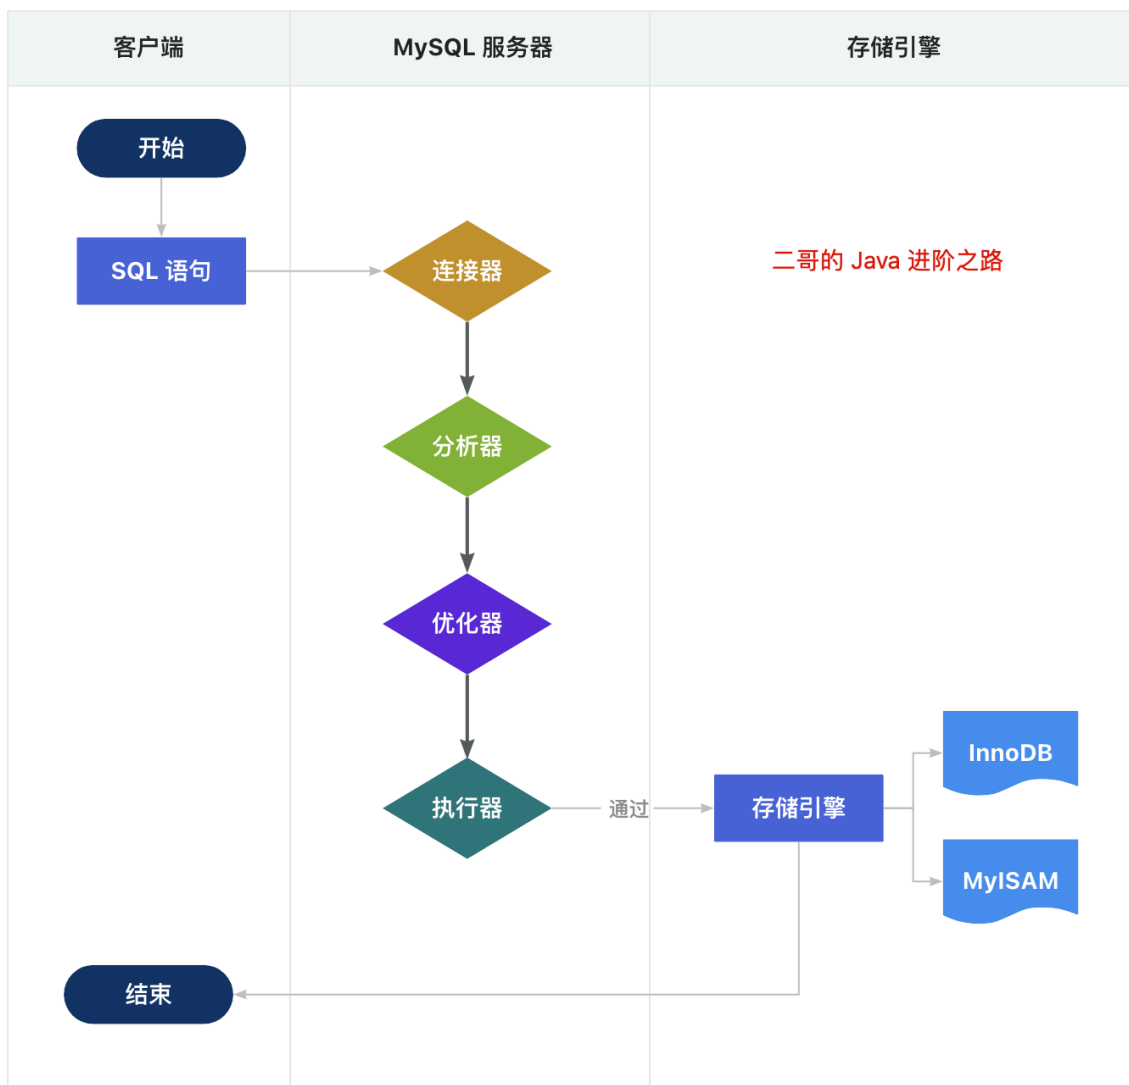 客户端
MySQL 服务器
存储引擎
开始
SQL 语句
连接器
二哥的 Java 进阶之路
分析器
优化器
执行器
通过
存储引擎
InnoDB
MyISAM
结束